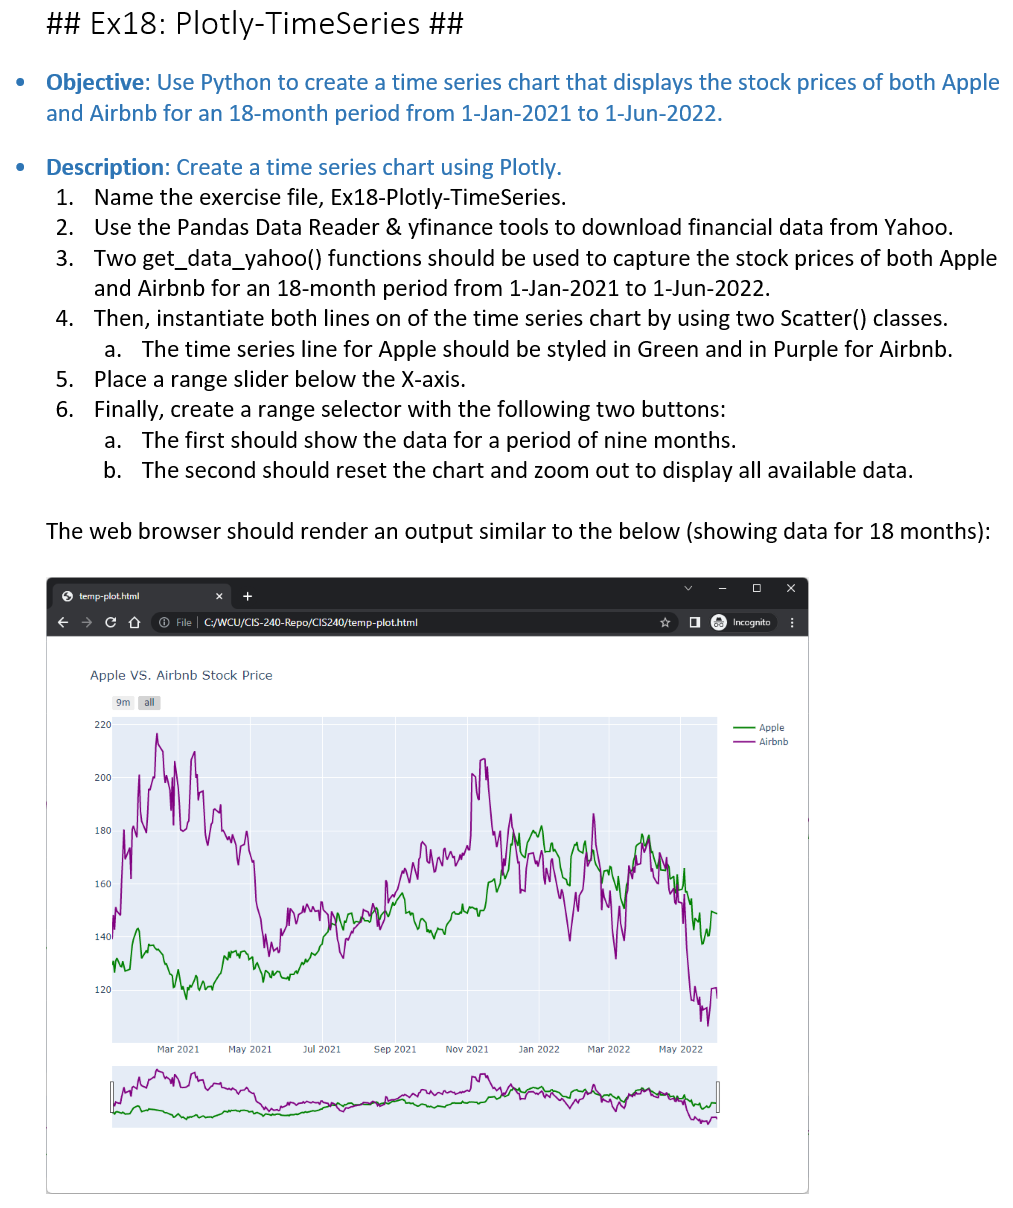 ## Ex18: Plotly-TimeSeries ##
• Objective: Use Python to create a time series chart that displays the stock prices of both Apple
and Airbnb for an 18-month period from 1-Jan-2021 to 1-Jun-2022.
• Description: Create a time series chart using Plotly.
1. Name the exercise file, Ex18-Plotly-TimeSeries.
2. Use the Pandas Data Reader & yfinance tools to download financial data from Yahoo.
3. Two get_data_yahoo() functions should be used to capture the stock prices of both Apple
and Airbnb for an 18-month period from 1-Jan-2021 to 1-Jun-2022.
4. Then, instantiate both lines on of the time series chart by using two Scatter() classes.
a. The time series line for Apple should be styled in Green and in Purple for Airbnb.
5. Place a range slider below the X-axis.
6. Finally, create a range selector with the following two buttons:
a. The first should show the data for a period of nine months.
b. The second should reset the chart and zoom out to display all available data.
The web browser should render an output similar to the below (showing data for 18 months):
temp-plot.html
File | C:/WCU/CIS-240-Repo/CIS240/temp-plot.html Incognito
Apple VS. Airbnb Stock Price
9m all
220
Apple
Airbnb
200
180
160
140
120
Mar 2021 May 2021 Jul 2021 Sep 2021 Nov 2021 Jan 2022 Mar 2022 May 2022